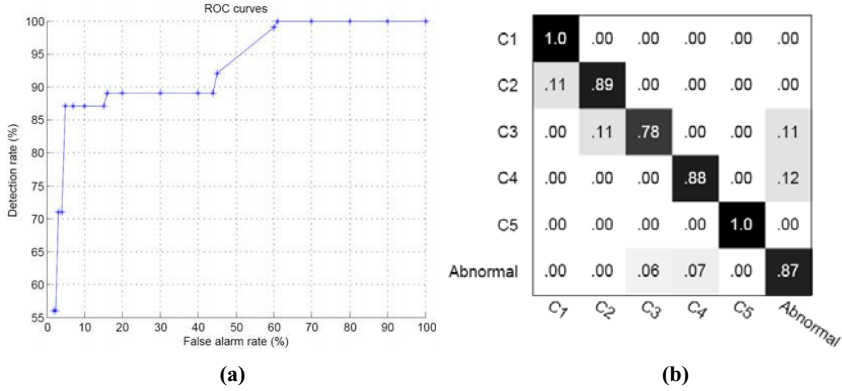 ROC curves
100
95
90
85
80
75
70
65
60
55
Detection rate (%)
0 10 20 30 40 50 60 70 80 90 100
False alarm rate (%)
(a)
C1 1.0 .00 .00 .00 .00 .00
C2 .11 .89 .00 .00 .00 .00
C3 .00 .11 .78 .00 .00 .11
C4 .00 .00 .00 .88 .00 .12
C5 .00 .00 .00 .00 1.0 .00
Abnormal .00 .00 .06 .07 .00 .87
C1 C2 C3 C4 C5 Abnormal
(b)